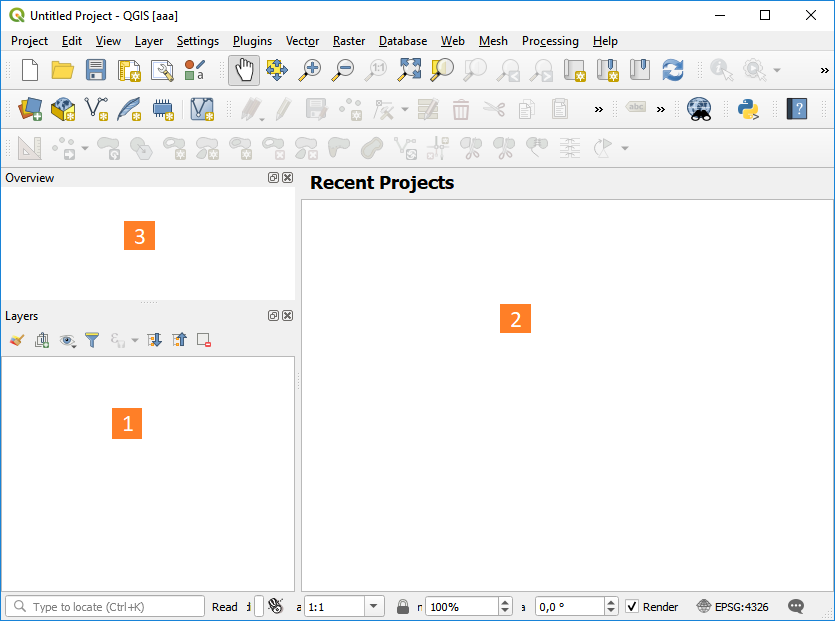 Untitled Project - QGIS [aaa]
Project Edit View Layer Settings Plugins Vector Raster Database Web Mesh Processing Help
1:1
a
abc
?
Overview
Recent Projects
3
Layers
2
ε
1
Type to locate (Ctrl+K) Read a 1:1 100% a 0,0 ° Render EPSG:4326